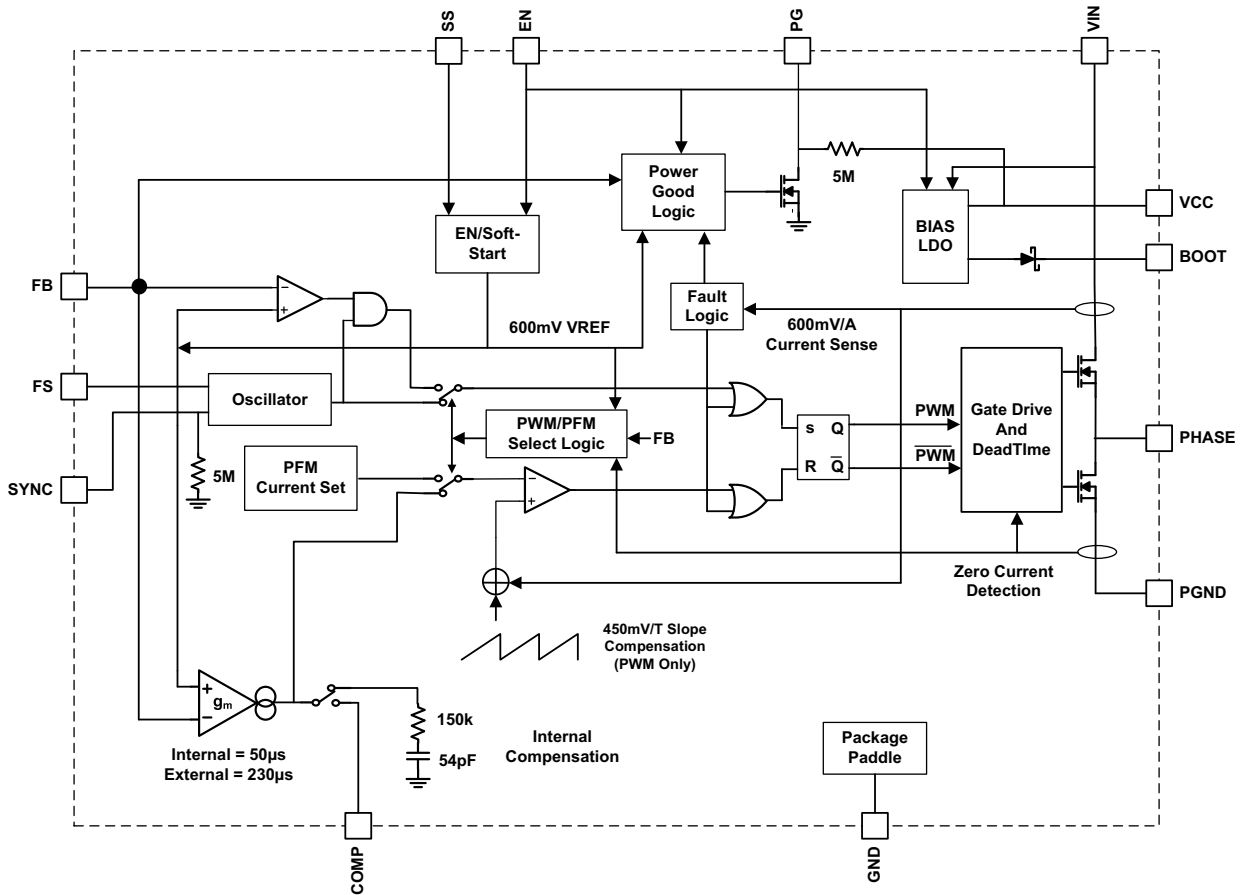 SS
EN
PG
VIN
Power
Good
Logic
5M
BIAS
LDO
VCC
BOOT
EN/Soft-
Start
FB
−
+
Fault
Logic
600mV VREF
600mV/A
Current Sense
FS
Oscillator
SYNC
5M
PWM/PFM
Select Logic
FB
PFM
Current Set
s Q
R Q
PWM
PWM
Gate Drive
And
DeadTIme
PHASE
−
+
Zero Current
Detection
PGND
450mV/T Slope
Compensation
(PWM Only)
+
gm
−
150k
54pF
Internal
Compensation
Internal = 50µs
External = 230µs
Package
Paddle
COMP
GND